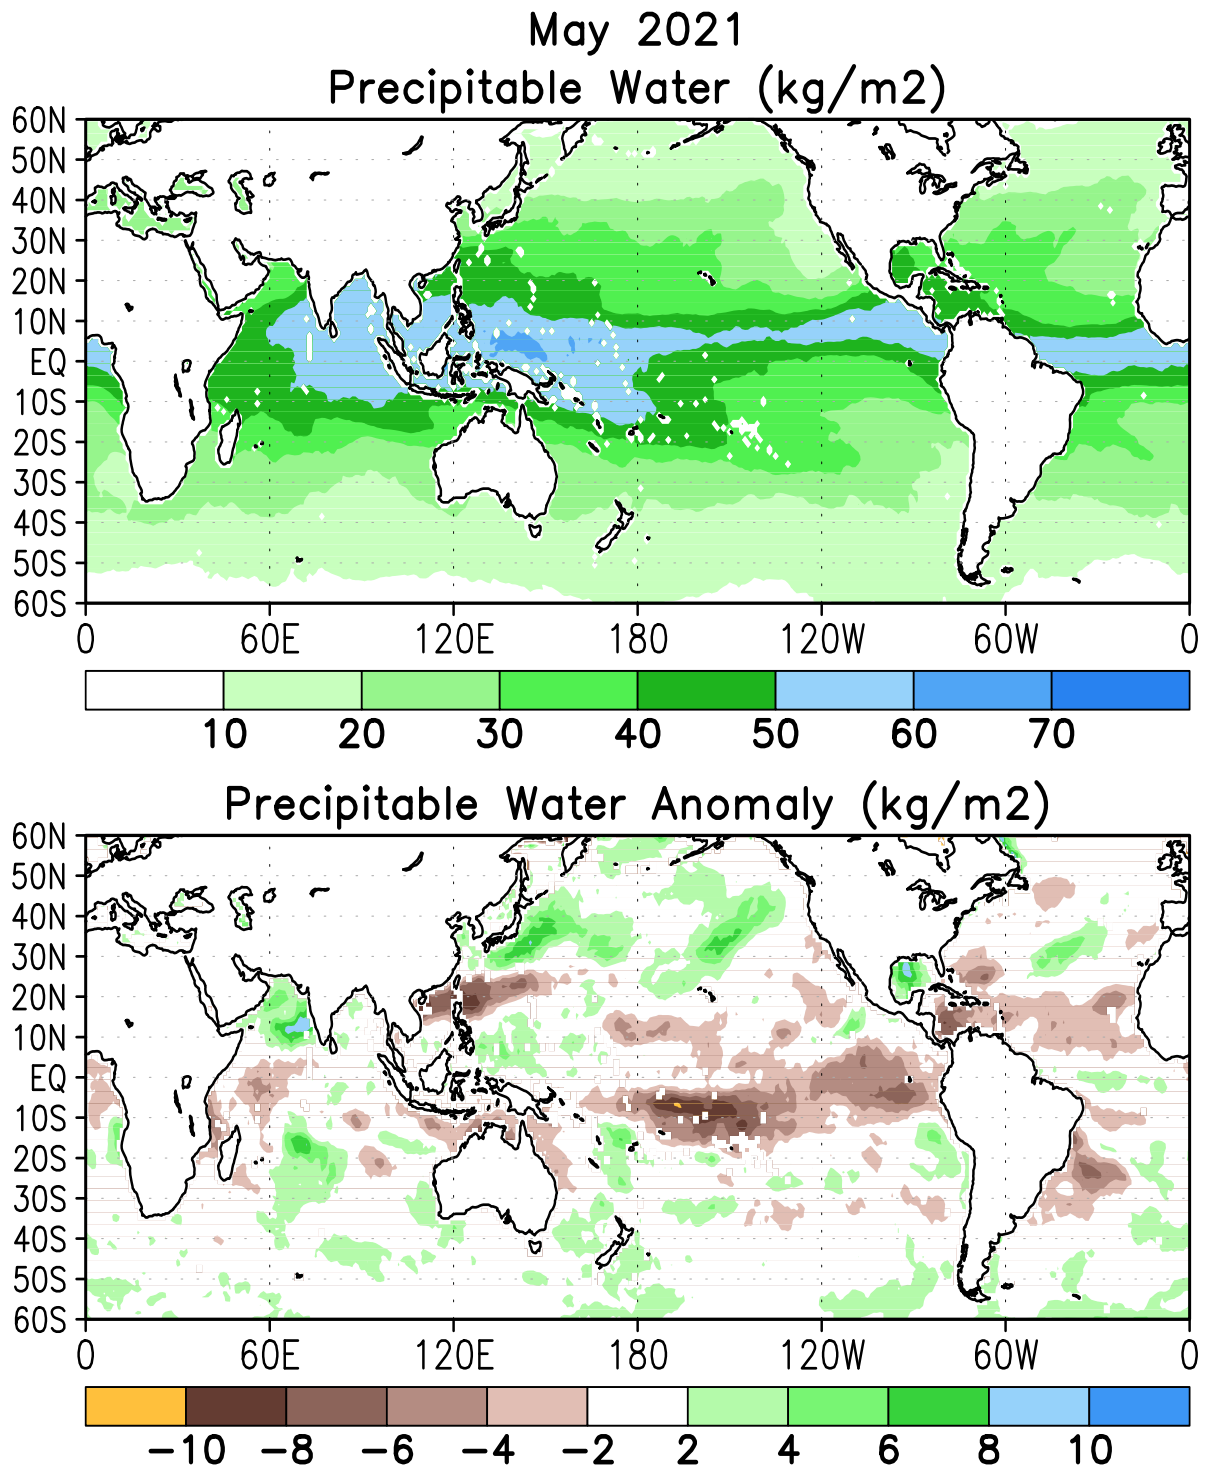 May 2021
Precipitable Water (kg/m2)
60N
50N
40N
30N
20N
10N
EQ
10S
20S
30S
40S
50S
60S
0 60E 120E 180 120W 60W 0
10 20 30 40 50 60 70
Precipitable Water Anomaly (kg/m2)
60N
50N
40N
30N
20N
10N
EQ
10S
20S
30S
40S
50S
60S
0 60E 120E 180 120W 60W 0
−10 −8 −6 −4 −2 2 4 6 8 10